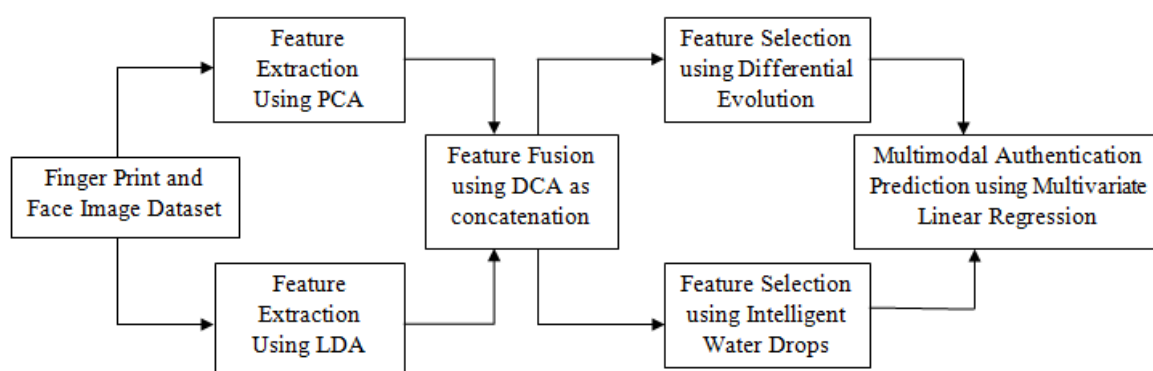 Feature
Extraction
Using PCA
Feature Selection
using Differential
Evolution
Finger Print and
Face Image Dataset
Feature Fusion
using DCA as
concatenation
Multimodal Authentication
Prediction using Multivariate
Linear Regression
Feature
Extraction
Using LDA
Feature Selection
using Intelligent
Water Drops